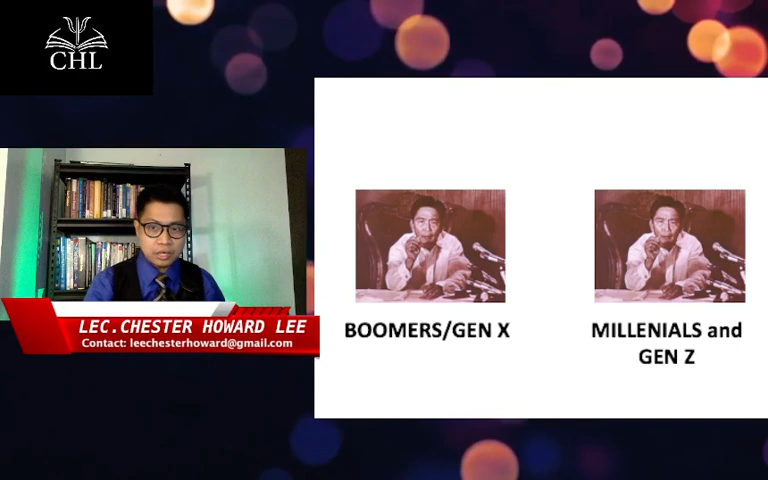 CHL
LEC.CHESTER HOWARD LEE
Contact: leechesterhoward@gmail.com
BOOMERS/GEN X
MILLENIALS and
GEN Z